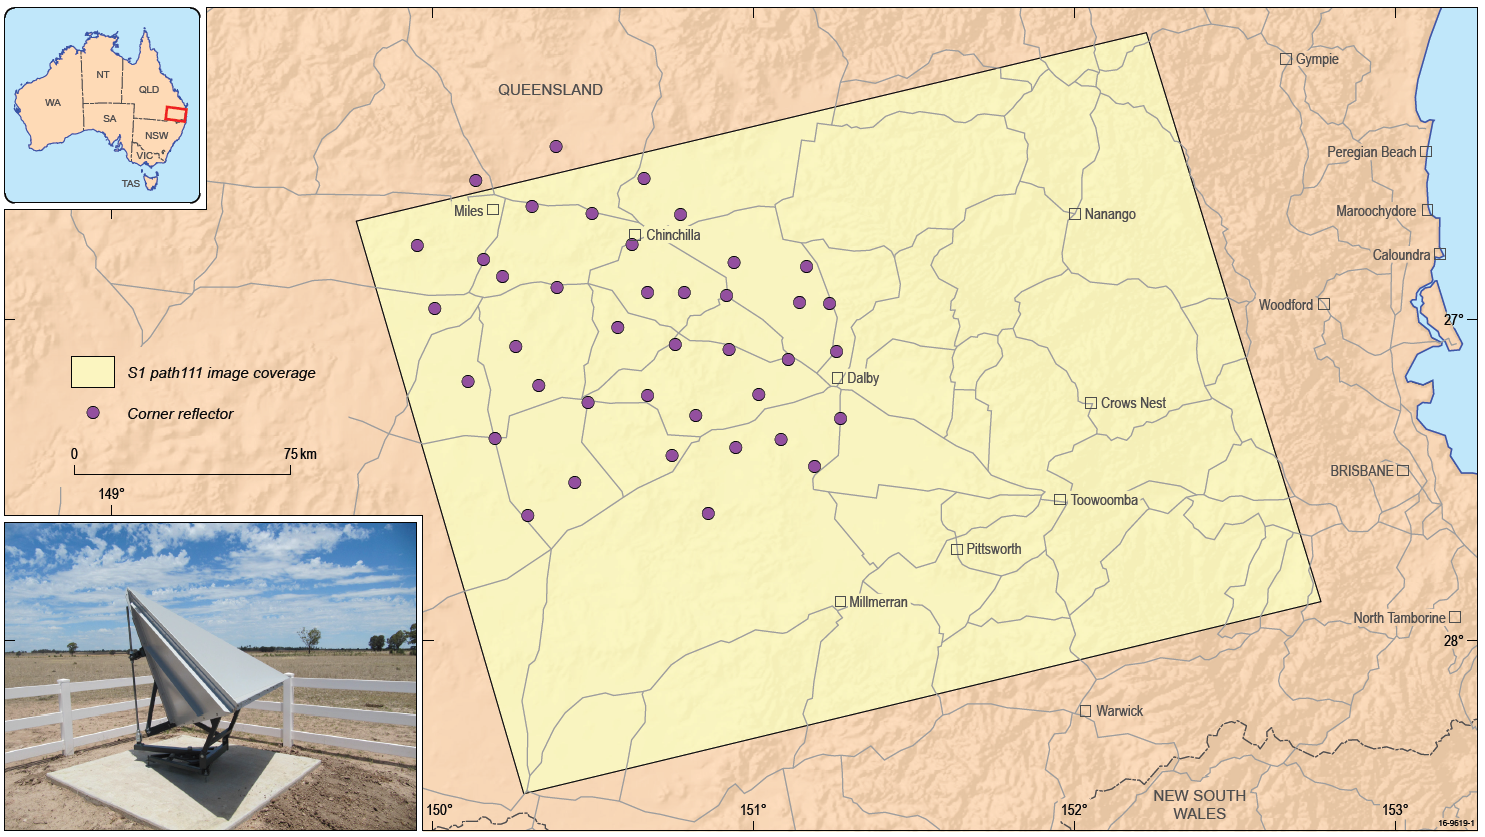 NT
QLD
WA
SA
NSW
VIC
TAS
QUEENSLAND
Gympie
Peregian Beach
Miles
Nanango
Maroochydore
Chinchilla
Caloundra
Woodford
27°
S1 path111 image coverage
Dalby
Corner reflector
Crows Nest
0 75 km
BRISBANE
149°
Toowoomba
Pittsworth
Millmerran
North Tamborine
28°
Warwick
NEW SOUTH
WALES
150° 151° 152° 153°
16-9619-1